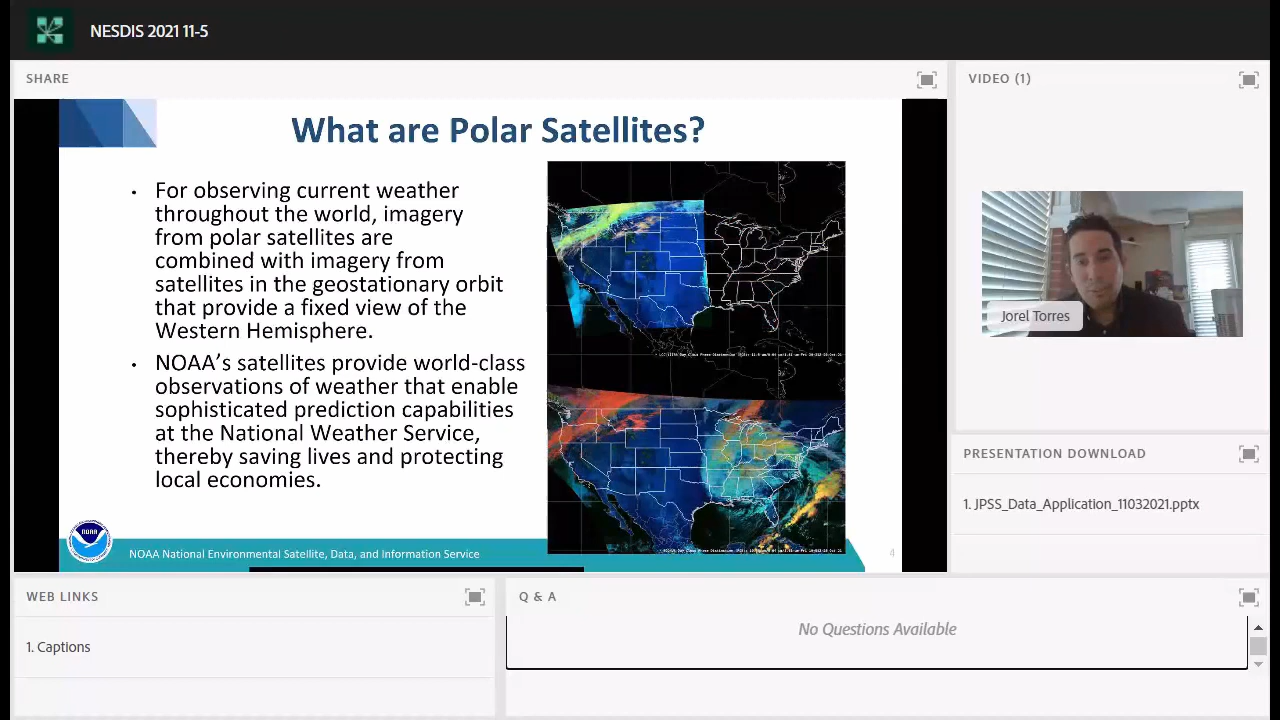 NESDIS 2021 11-5
SHARE
What are Polar Satellites?
• For observing current weather
throughout the world, imagery
from polar satellites are
combined with imagery from
satellites in the geostationary orbit
that provide a fixed view of the
Western Hemisphere.
• NOAA’s satellites provide world-class
observations of weather that enable
sophisticated prediction capabilities
at the National Weather Service,
thereby saving lives and protecting
local economies.
NOAA
NOAA National Environmental Satellite, Data, and Information Service
4
VIDEO (1)
Jorel Torres
PRESENTATION DOWNLOAD
1. JPSS_Data_Application_11032021.pptx
WEB LINKS
1. Captions
Q & A
No Questions Available